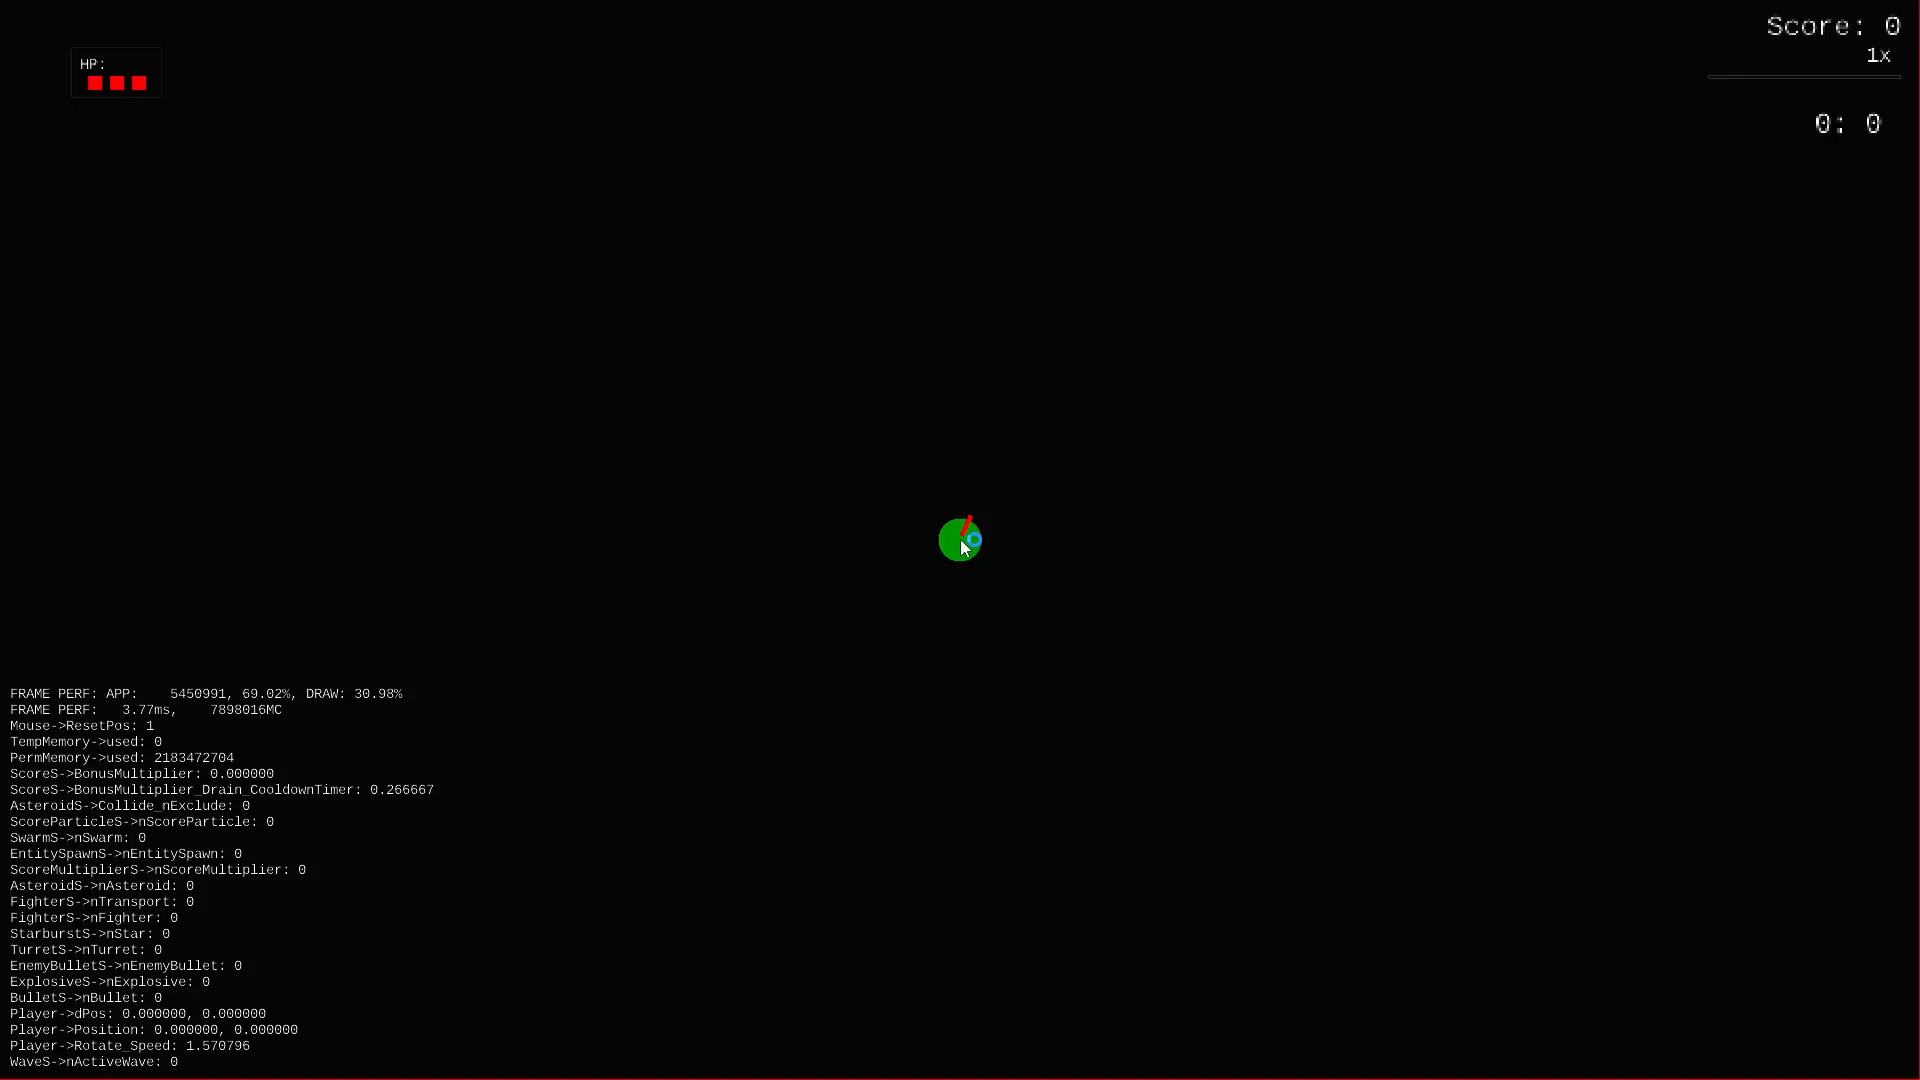 Score: 0
1x
HP:
0: 0
FRAME PERF: APP:    5450991, 69.02%, DRAW: 30.98%
FRAME PERF:   3.77ms,    7898016MC
Mouse->ResetPos: 1
TempMemory->used: 0
PermMemory->used: 2183472704
ScoreS->BonusMultiplier: 0.000000
ScoreS->BonusMultiplier_Drain_CooldownTimer: 0.266667
AsteroidS->Collide_nExclude: 0
ScoreParticleS->nScoreParticle: 0
SwarmS->nSwarm: 0
EntitySpawnS->nEntitySpawn: 0
ScoreMultiplierS->nScoreMultiplier: 0
AsteroidS->nAsteroid: 0
FighterS->nTransport: 0
FighterS->nFighter: 0
StarburstS->nStar: 0
TurretS->nTurret: 0
EnemyBulletS->nEnemyBullet: 0
ExplosiveS->nExplosive: 0
BulletS->nBullet: 0
Player->dPos: 0.000000, 0.000000
Player->Position: 0.000000, 0.000000
Player->Rotate_Speed: 1.570796
WaveS->nActiveWave: 0